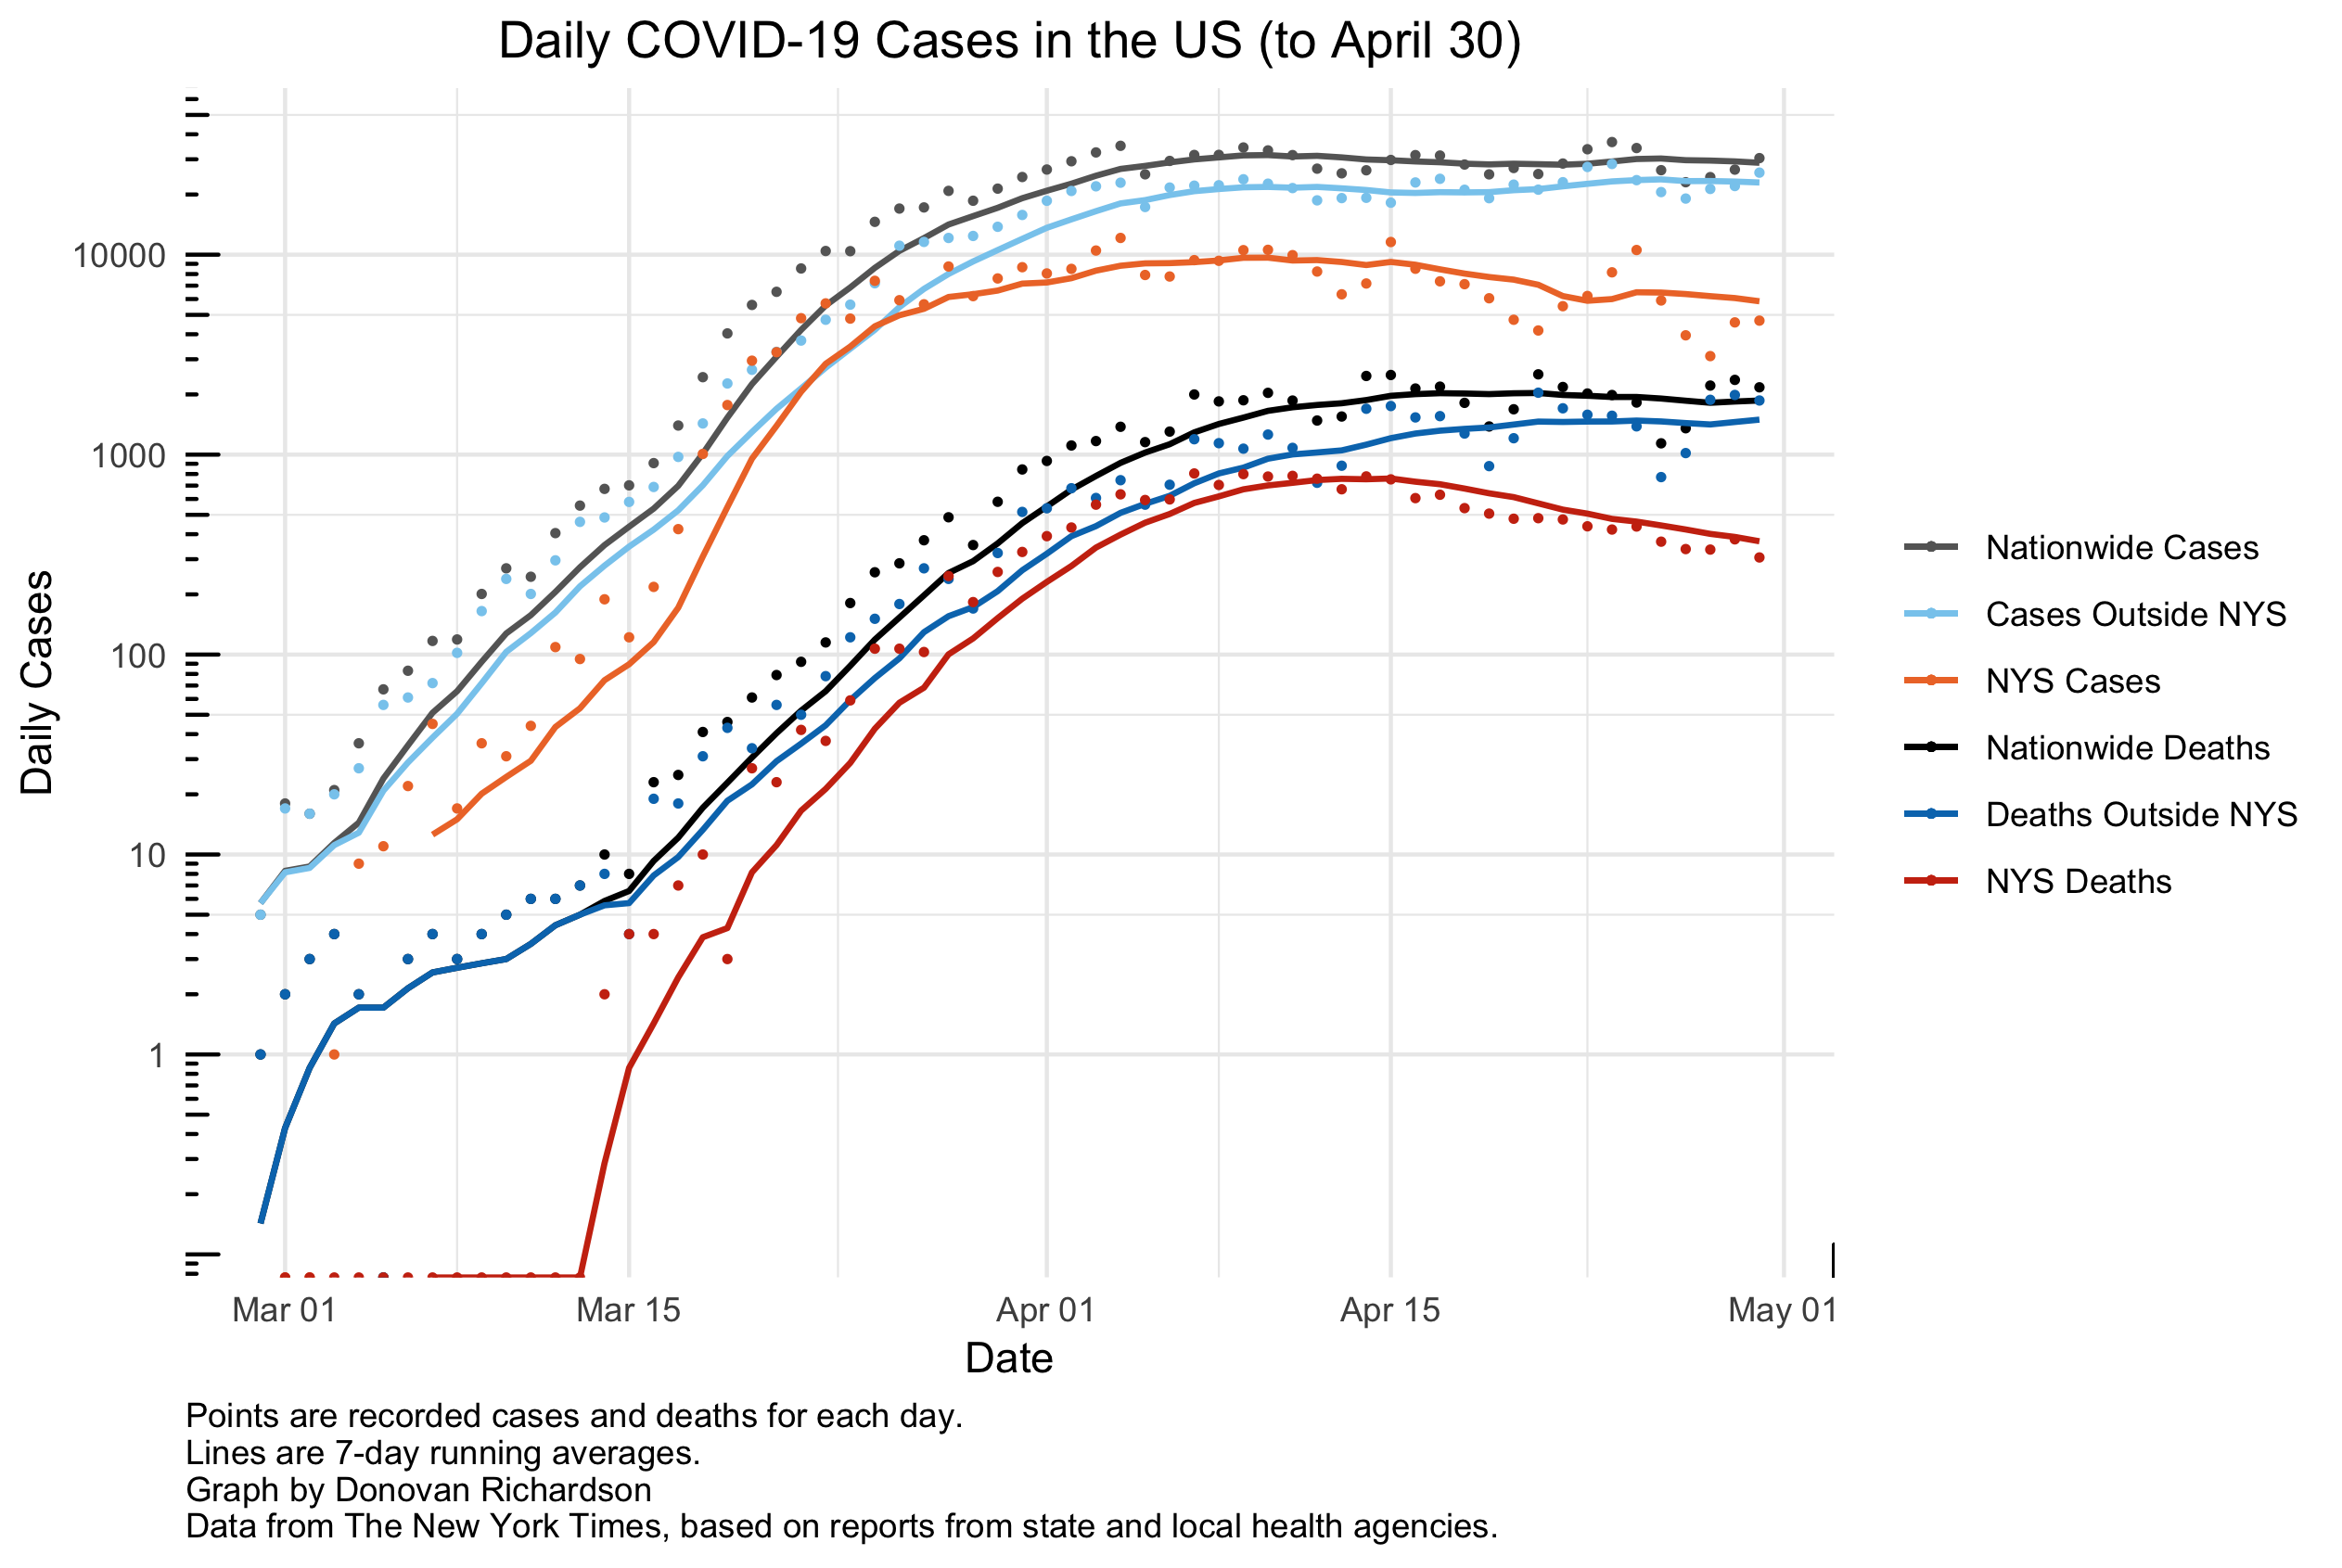 Daily COVID-19 Cases in the US (to April 30)
Daily Cases
10000
1000
100
10
1
Mar 01
Mar 15
Apr 01
Apr 15
May 01
Date
Nationwide Cases
Cases Outside NYS
NYS Cases
Nationwide Deaths
Deaths Outside NYS
NYS Deaths
Points are recorded cases and deaths for each day.
Lines are 7-day running averages.
Graph by Donovan Richardson
Data from The New York Times, based on reports from state and local health agencies.